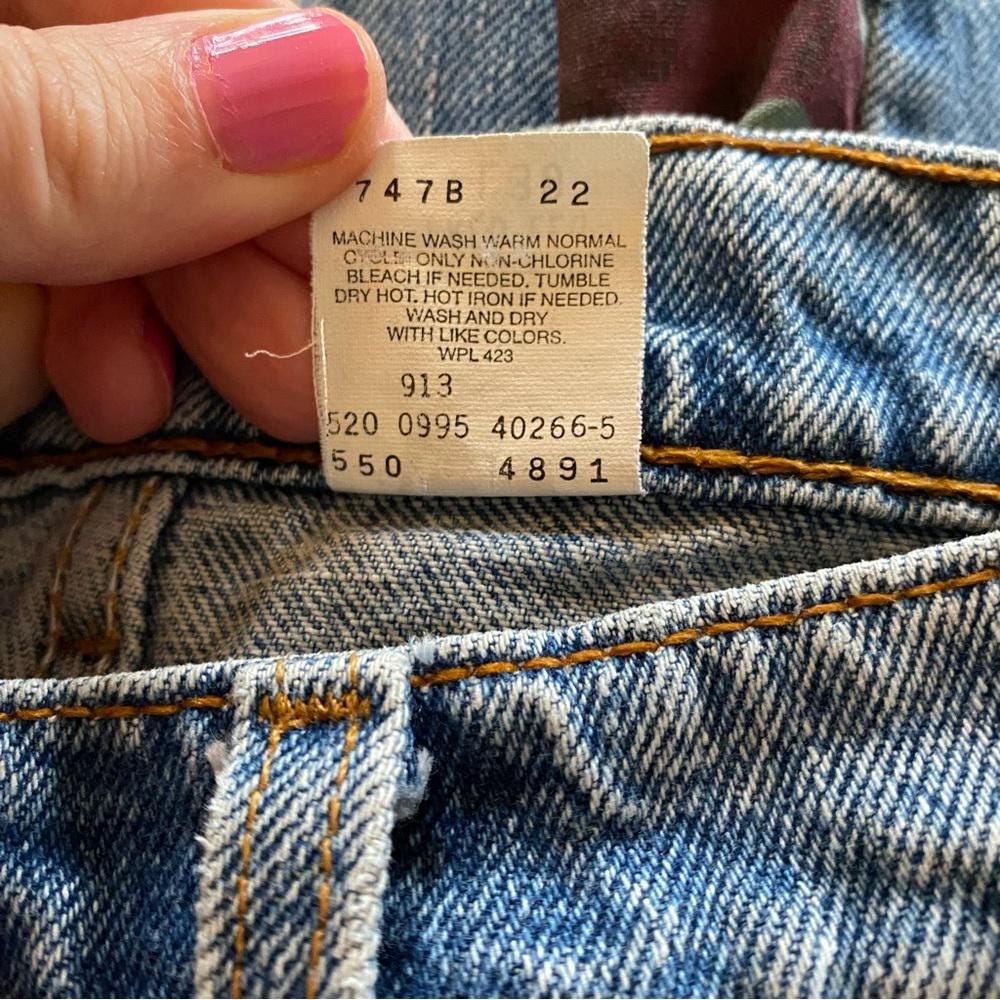 747B 22
MACHINE WASH WARM NORMAL
CYCLE ONLY NON-CHLORINE
BLEACH IF NEEDED. TUMBLE
DRY HOT. HOT IRON IF NEEDED.
WASH AND DRY
WITH LIKE COLORS.
WPL 423
913
520 0995 40266-5
550 4891